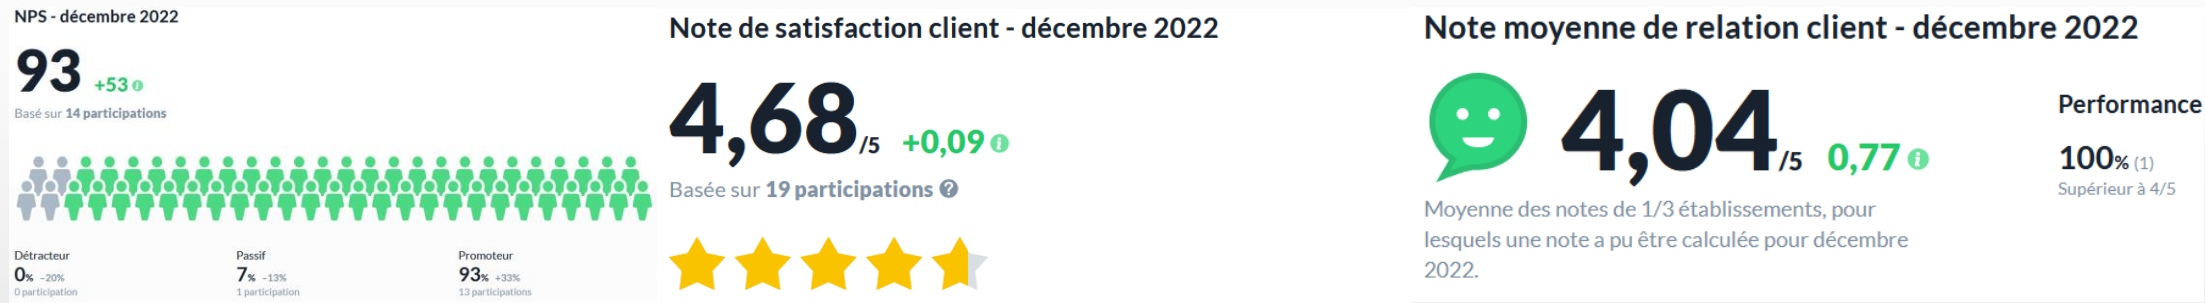 NPS - décembre 2022
93 +53
Basé sur 14 participations
Détracteur
0% -20%
0 participation
Passif
7% -13%
1 participation
Promoteur
93% +33%
13 participations
Note de satisfaction client - décembre 2022
4,68/5 +0,09
Basée sur 19 participations
Note moyenne de relation client - décembre 2022
4,04/5 0,77
Moyenne des notes de 1/3 établissements, pour
lesquels une note a pu être calculée pour décembre
2022.
Performance
100% (1)
Supérieur à 4/5